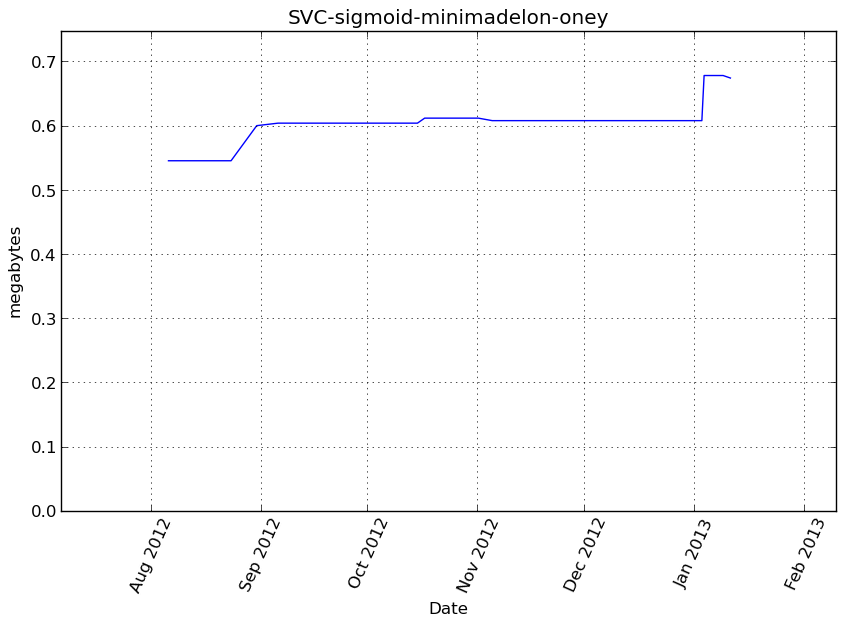 SVC-sigmoid-minimadelon-oney
0.7
0.6
0.5
0.4
0.3
0.2
0.1
0.0
megabytes
Aug 2012
Sep 2012
Oct 2012
Nov 2012
Dec 2012
Jan 2013
Feb 2013
Date